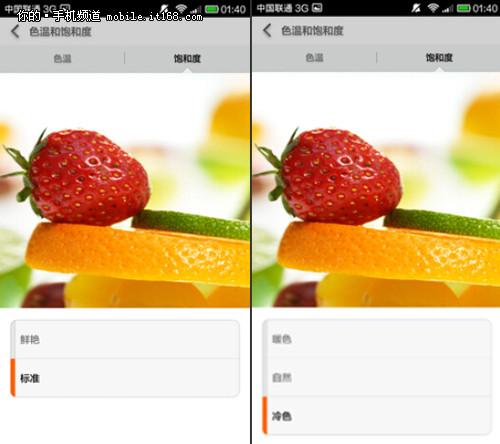 中国联通 3G 01:40
你的·手机频道 mobile.it168.com
色温和饱和度
色温 饱和度
鲜艳
标准
中国联通 3G 01:40
色温和饱和度
色温 饱和度
暖色
自然
冷色